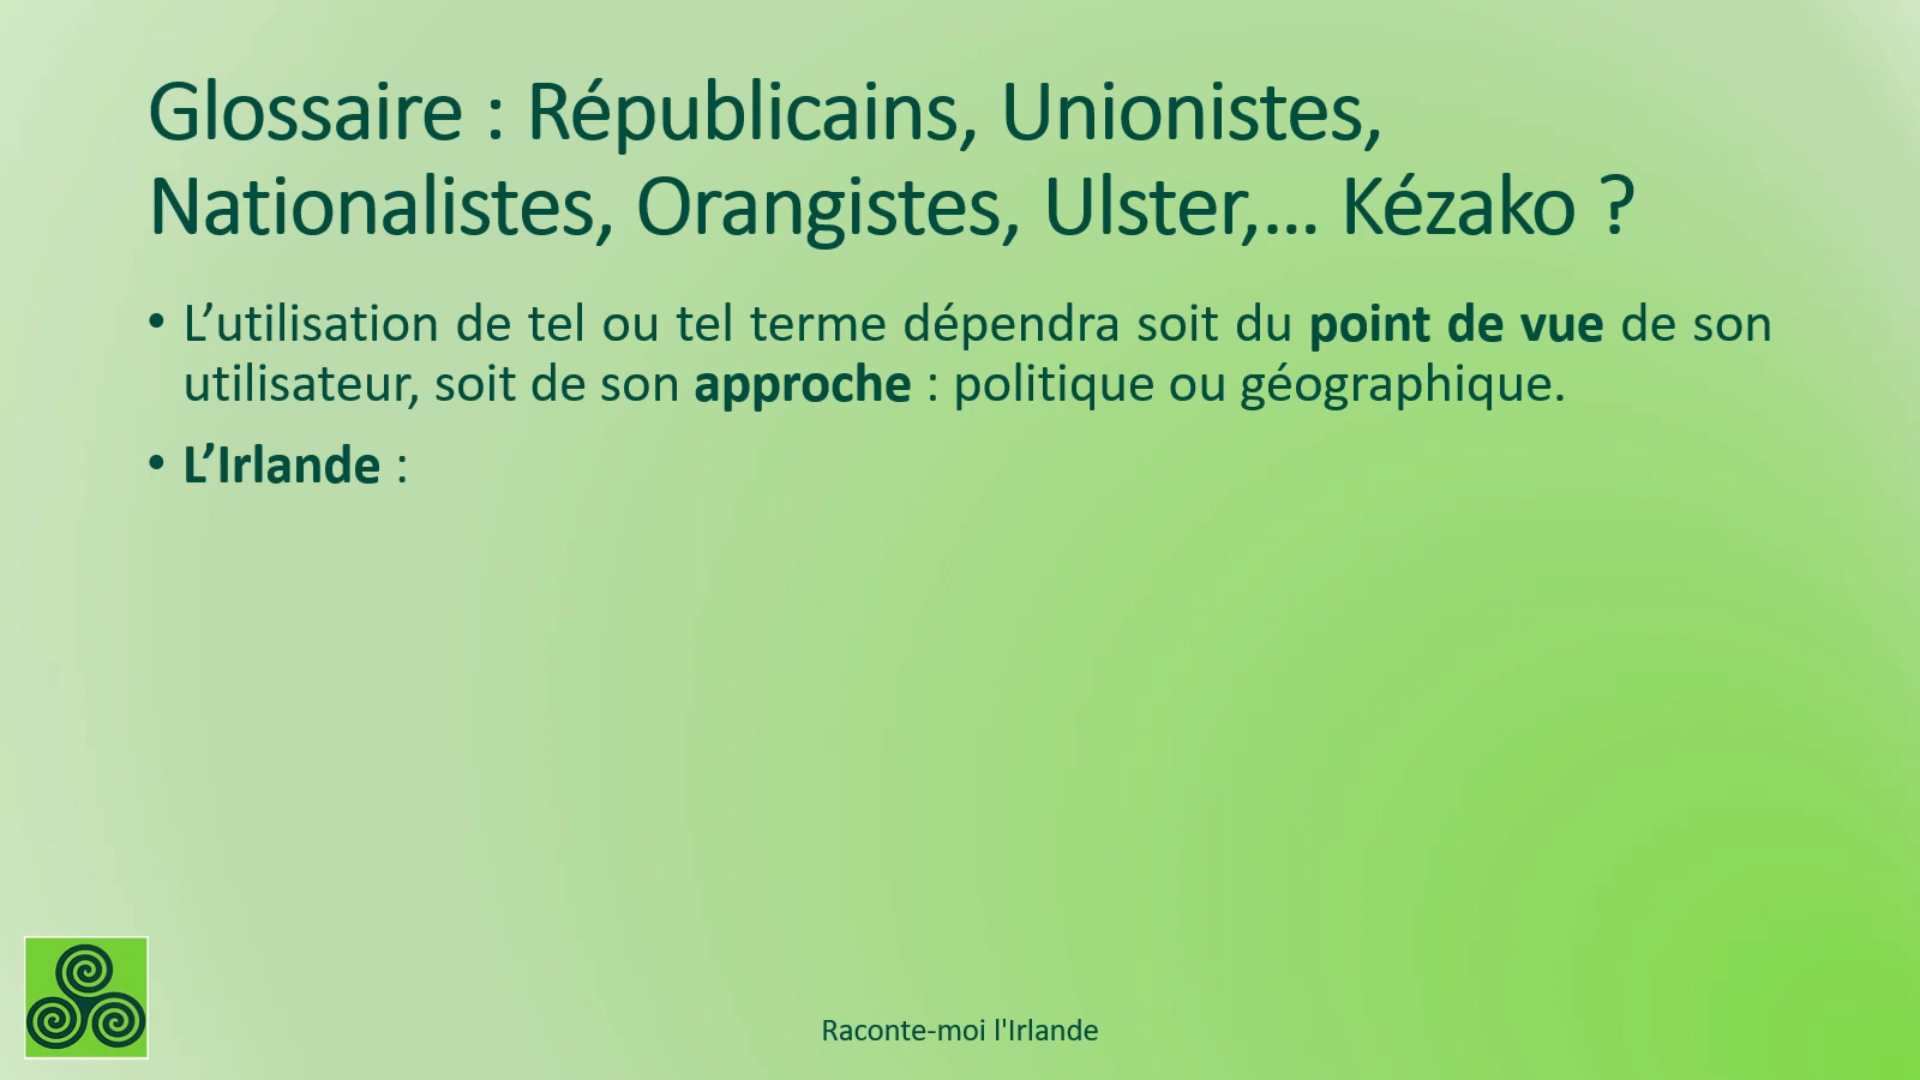 Glossaire : Républicains, Unionistes,
Nationalistes, Orangistes, Ulster,... Kézako ?
• L’utilisation de tel ou tel terme dépendra soit du point de vue de son
utilisateur, soit de son approche : politique ou géographique.
• L’Irlande :
Raconte-moi l'Irlande